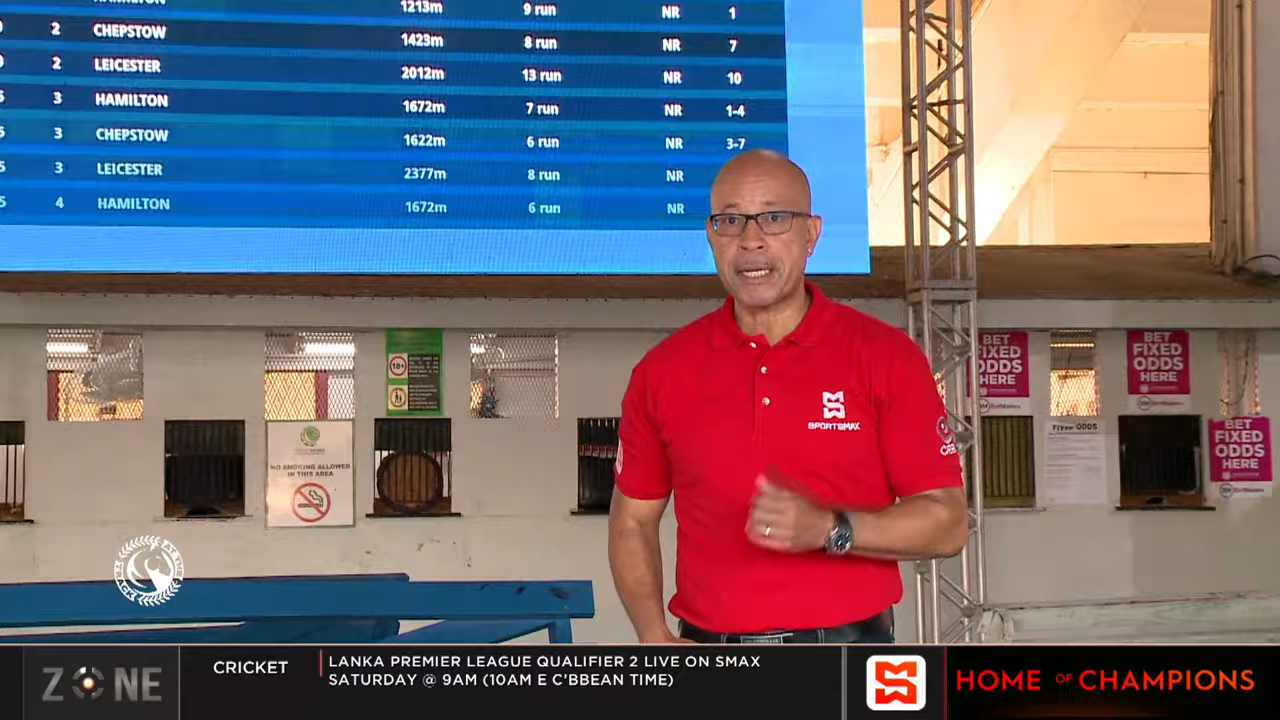 HAMILTON 1213m 9 run NR 1
2 CHEPSTOW 1423m 8 run NR 7
2 LEICESTER 2012m 13 run NR 10
3 HAMILTON 1672m 7 run NR 1-4
3 CHEPSTOW 1622m 6 run NR 3-7
3 LEICESTER 2377m 8 run NR
4 HAMILTON 1672m 6 run NR
18+
NO SMOKING ALLOWED
IN THIS AREA
BET
FIXED
ODDS
HERE
BET
FIXED
ODDS
HERE
BET
FIXED
ODDS
HERE
SPORTSMAX
ZONE
CRICKET
LANKA PREMIER LEAGUE QUALIFIER 2 LIVE ON SMAX
SATURDAY @ 9AM (10AM E C'BBEAN TIME)
HOME OF CHAMPIONS